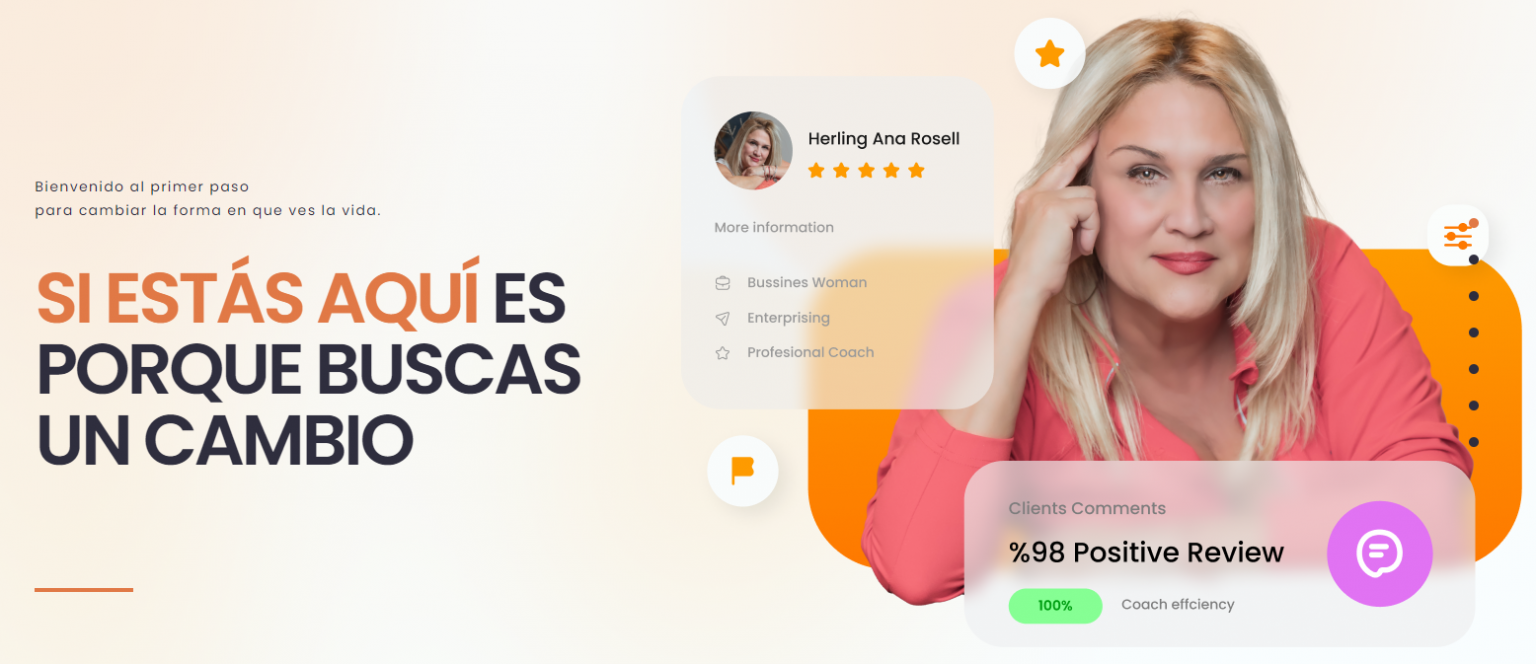 Bienvenido al primer paso
para cambiar la forma en que ves la vida.
SI ESTÁS AQUÍ ES
PORQUE BUSCAS
UN CAMBIO
Herling Ana Rosell
More information
Bussines Woman
Enterprising
Profesional Coach
Clients Comments
%98 Positive Review
100%
Coach effciency